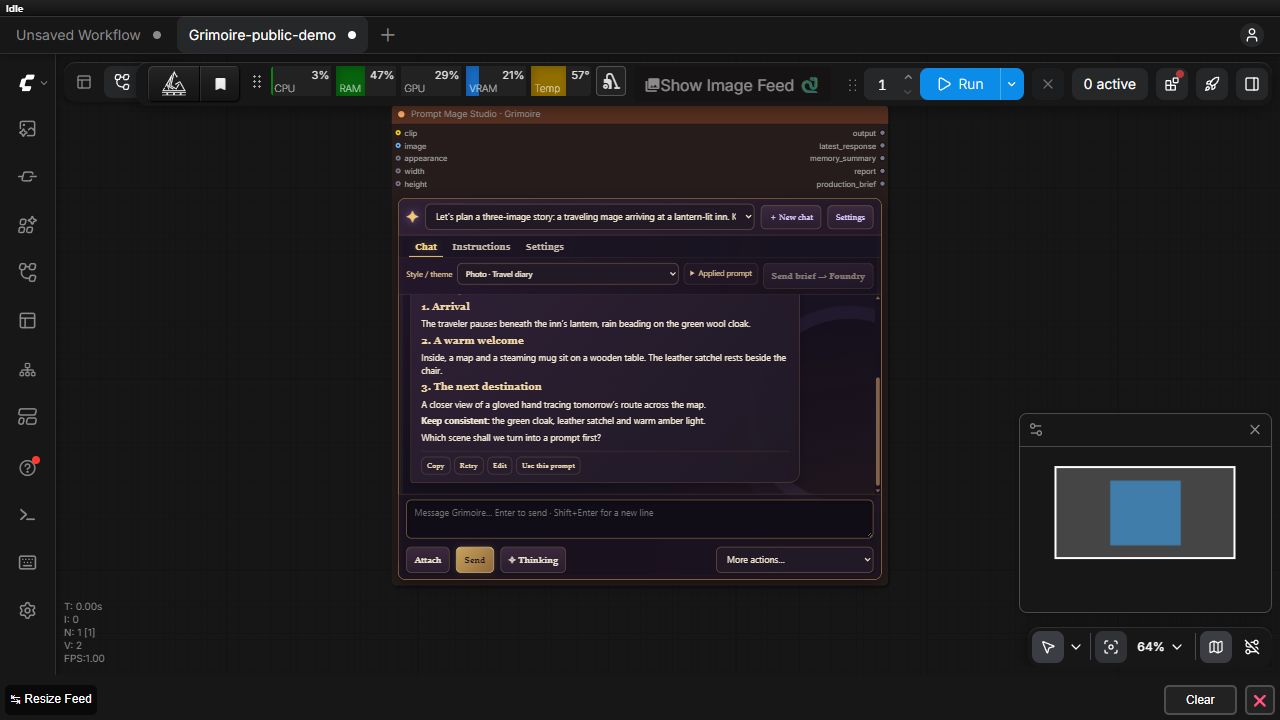 Idle
Unsaved Workflow
Grimoire-public-demo
CPU 3%
RAM 47%
GPU 29%
VRAM 21%
Temp 57°
Show Image Feed
1
Run
0 active
Prompt Mage Studio · Grimoire
clip
output
image
latest_response
appearance
memory_summary
width
report
height
production_brief
Let's plan a three-image story: a traveling mage arriving at a lantern-lit inn. K
+ New chat
Settings
Chat
Instructions
Settings
Style / theme
Photo · Travel diary
Applied prompt
Send brief → Foundry
1. Arrival
The traveler pauses beneath the inn's lantern, rain beading on the green wool cloak.
2. A warm welcome
Inside, a map and a steaming mug sit on a wooden table. The leather satchel rests beside the
chair.
3. The next destination
A closer view of a gloved hand tracing tomorrow's route across the map.
Keep consistent: the green cloak, leather satchel and warm amber light.
Which scene shall we turn into a prompt first?
Copy
Retry
Edit
Use this prompt
Message Grimoire... Enter to send · Shift+Enter for a new line
Attach
Send
Thinking
More actions...
T: 0.00s
I: 0
N: 1 [1]
V: 2
FPS:1.00
64%
Resize Feed
Clear